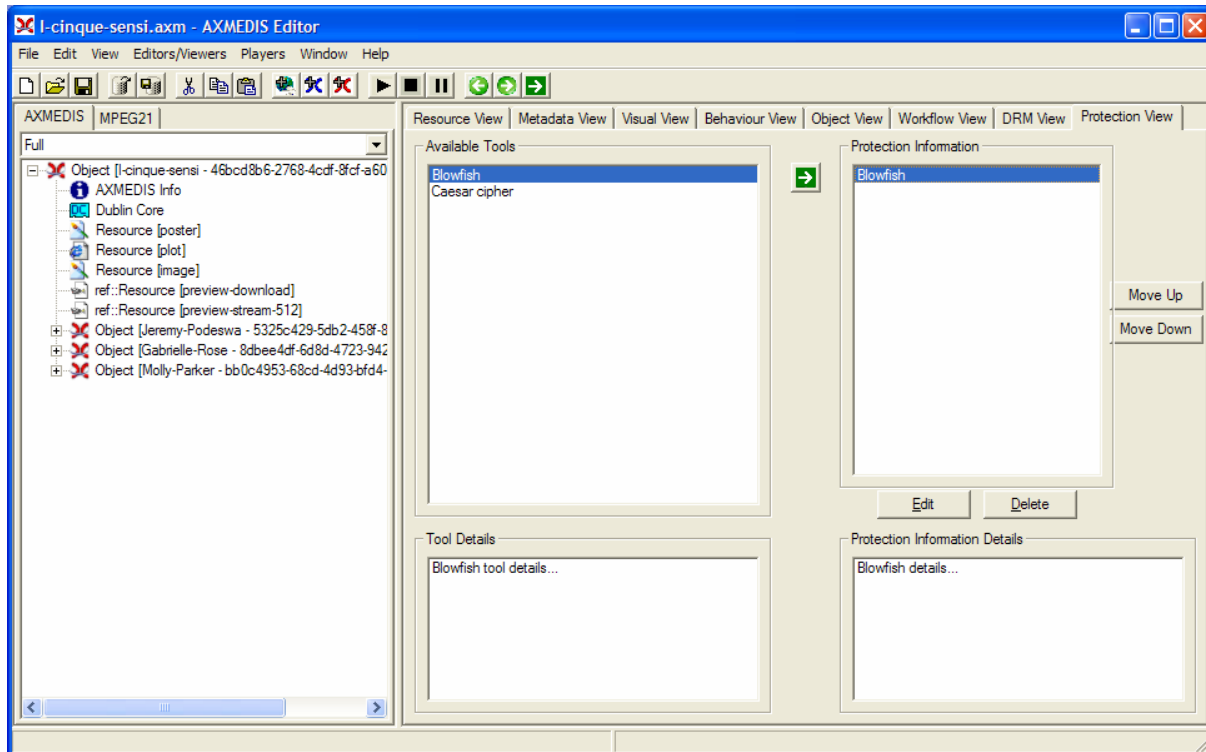 I-cinque-sensi.axm - AXMEDIS Editor
File Edit View Editors/Viewers Players Window Help
AXMEDIS MPEG21
Full
Object [I-cinque-sensi - 46bcd8b6-2768-4cdf-8fcf-a60
AXMEDIS Info
DC Dublin Core
Resource [poster]
Resource [plot]
Resource [image]
ref::Resource [preview-download]
ref::Resource [preview-stream-512]
Object [Jeremy-Podeswa - 5325c429-5db2-458f-8
Object [Gabrielle-Rose - 8dbee4df-6d8d-4723-942
Object [Molly-Parker - bb0c4953-68cd-4d93-bfd4-
Resource View Metadata View Visual View Behaviour View Object View Workflow View DRM View Protection View
Available Tools
Blowfish
Caesar cipher
Protection Information
Blowfish
Move Up
Move Down
Edit Delete
Tool Details
Blowfish tool details...
Protection Information Details
Blowfish details...